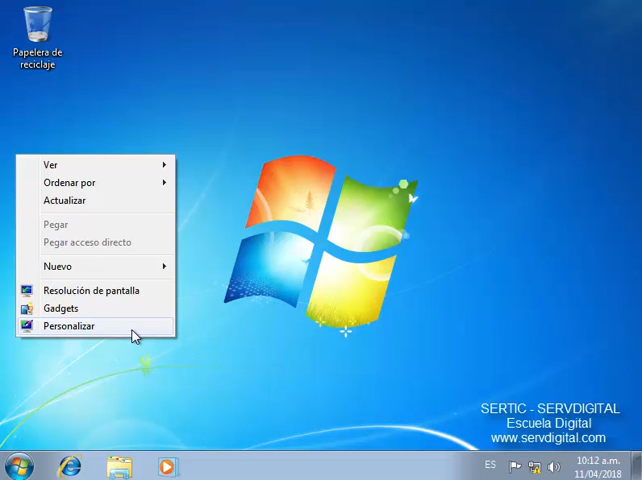 Papelera de
reciclaje
Ver
Ordenar por
Actualizar
Pegar
Pegar acceso directo
Nuevo
Resolución de pantalla
Gadgets
Personalizar
SERTIC - SERVDIGITAL
Escuela Digital
www.servdigital.com
ES
10:12 a.m.
11/04/2018